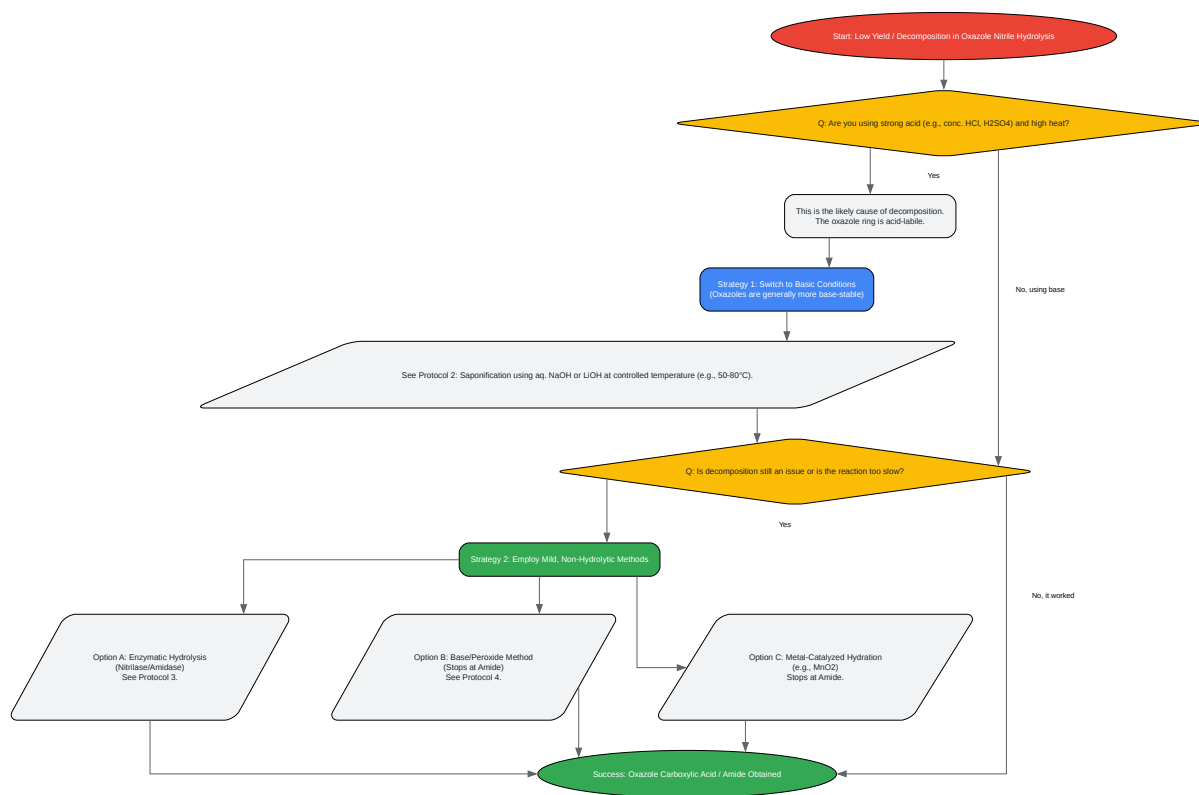 Start: Low Yield / Decomposition in Oxazole Nitrile Hydrolysis
Q: Are you using strong acid (e.g., conc. HCl, H2SO4) and high heat?
Yes
This is the likely cause of decomposition.
The oxazole ring is acid-labile.
Strategy 1: Switch to Basic Conditions
(Oxazoles are generally more base-stable)
No, using base
See Protocol 2: Saponification using aq. NaOH or LiOH at controlled temperature (e.g., 50-80°C).
Q: Is decomposition still an issue or is the reaction too slow?
Yes
Strategy 2: Employ Mild, Non-Hydrolytic Methods
No, it worked
Option A: Enzymatic Hydrolysis
(Nitrilase/Amidase)
See Protocol 3.
Option B: Base/Peroxide Method
(Stops at Amide)
See Protocol 4.
Option C: Metal-Catalyzed Hydration
(e.g., MnO2)
Stops at Amide.
Success: Oxazole Carboxylic Acid / Amide Obtained